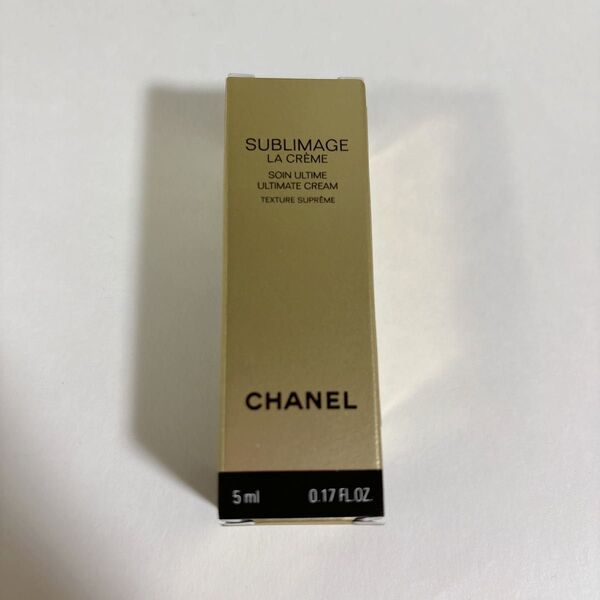 SUBLIMAGE
LA CRÈME
SOIN ULTIME
ULTIMATE CREAM
TEXTURE SUPRÊME
CHANEL
5 ml 0.17 FL.OZ.